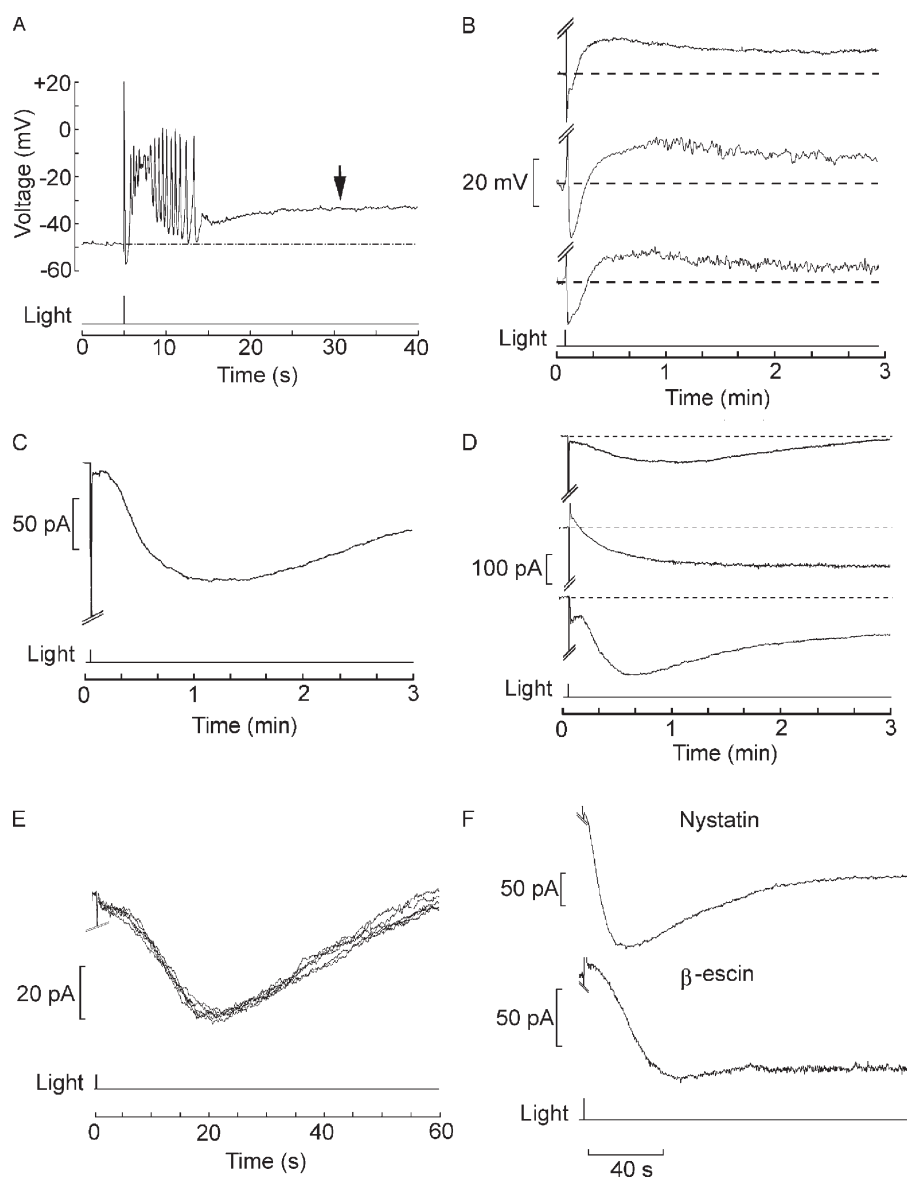 A
Voltage (mV)
+20
0
-20
-40
-60
Light
0 10 20 30 40
Time (s)
B
20 mV
Light
0 1 2 3
Time (min)
C
50 pA
Light
0 1 2 3
Time (min)
D
100 pA
Light
0 1 2 3
Time (min)
E
20 pA
Light
0 20 40 60
Time (s)
F
Nystatin
50 pA
β-escin
50 pA
Light
40 s